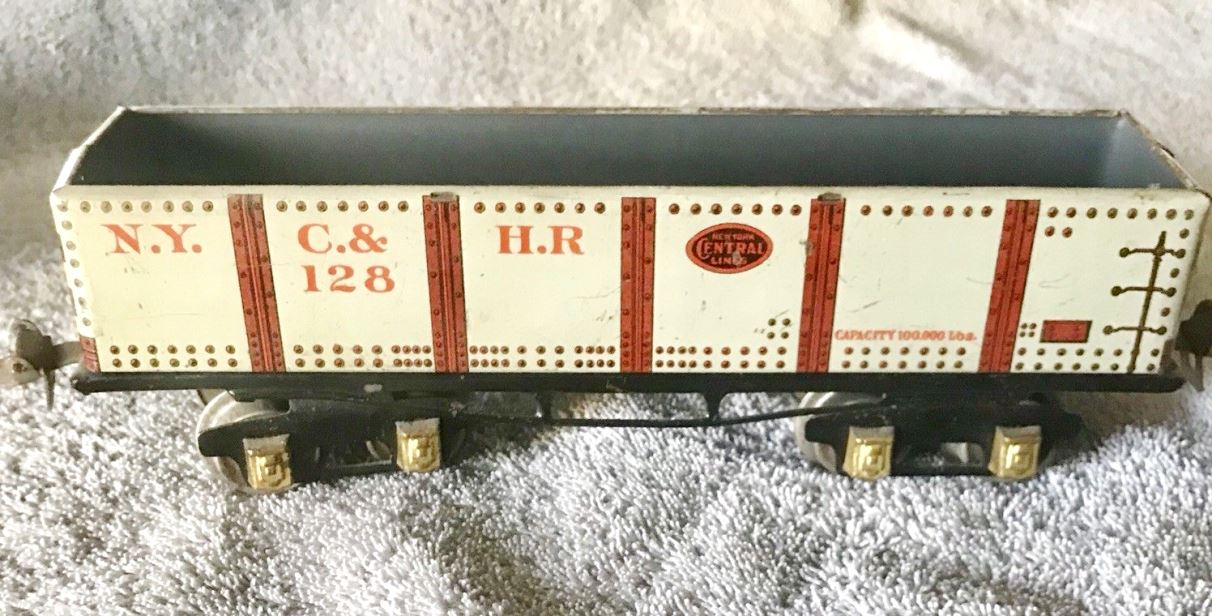 N.Y. C.& H.R
128
NEW YORK
CENTRAL
LINES
CAPACITY 100.000 Lbs.